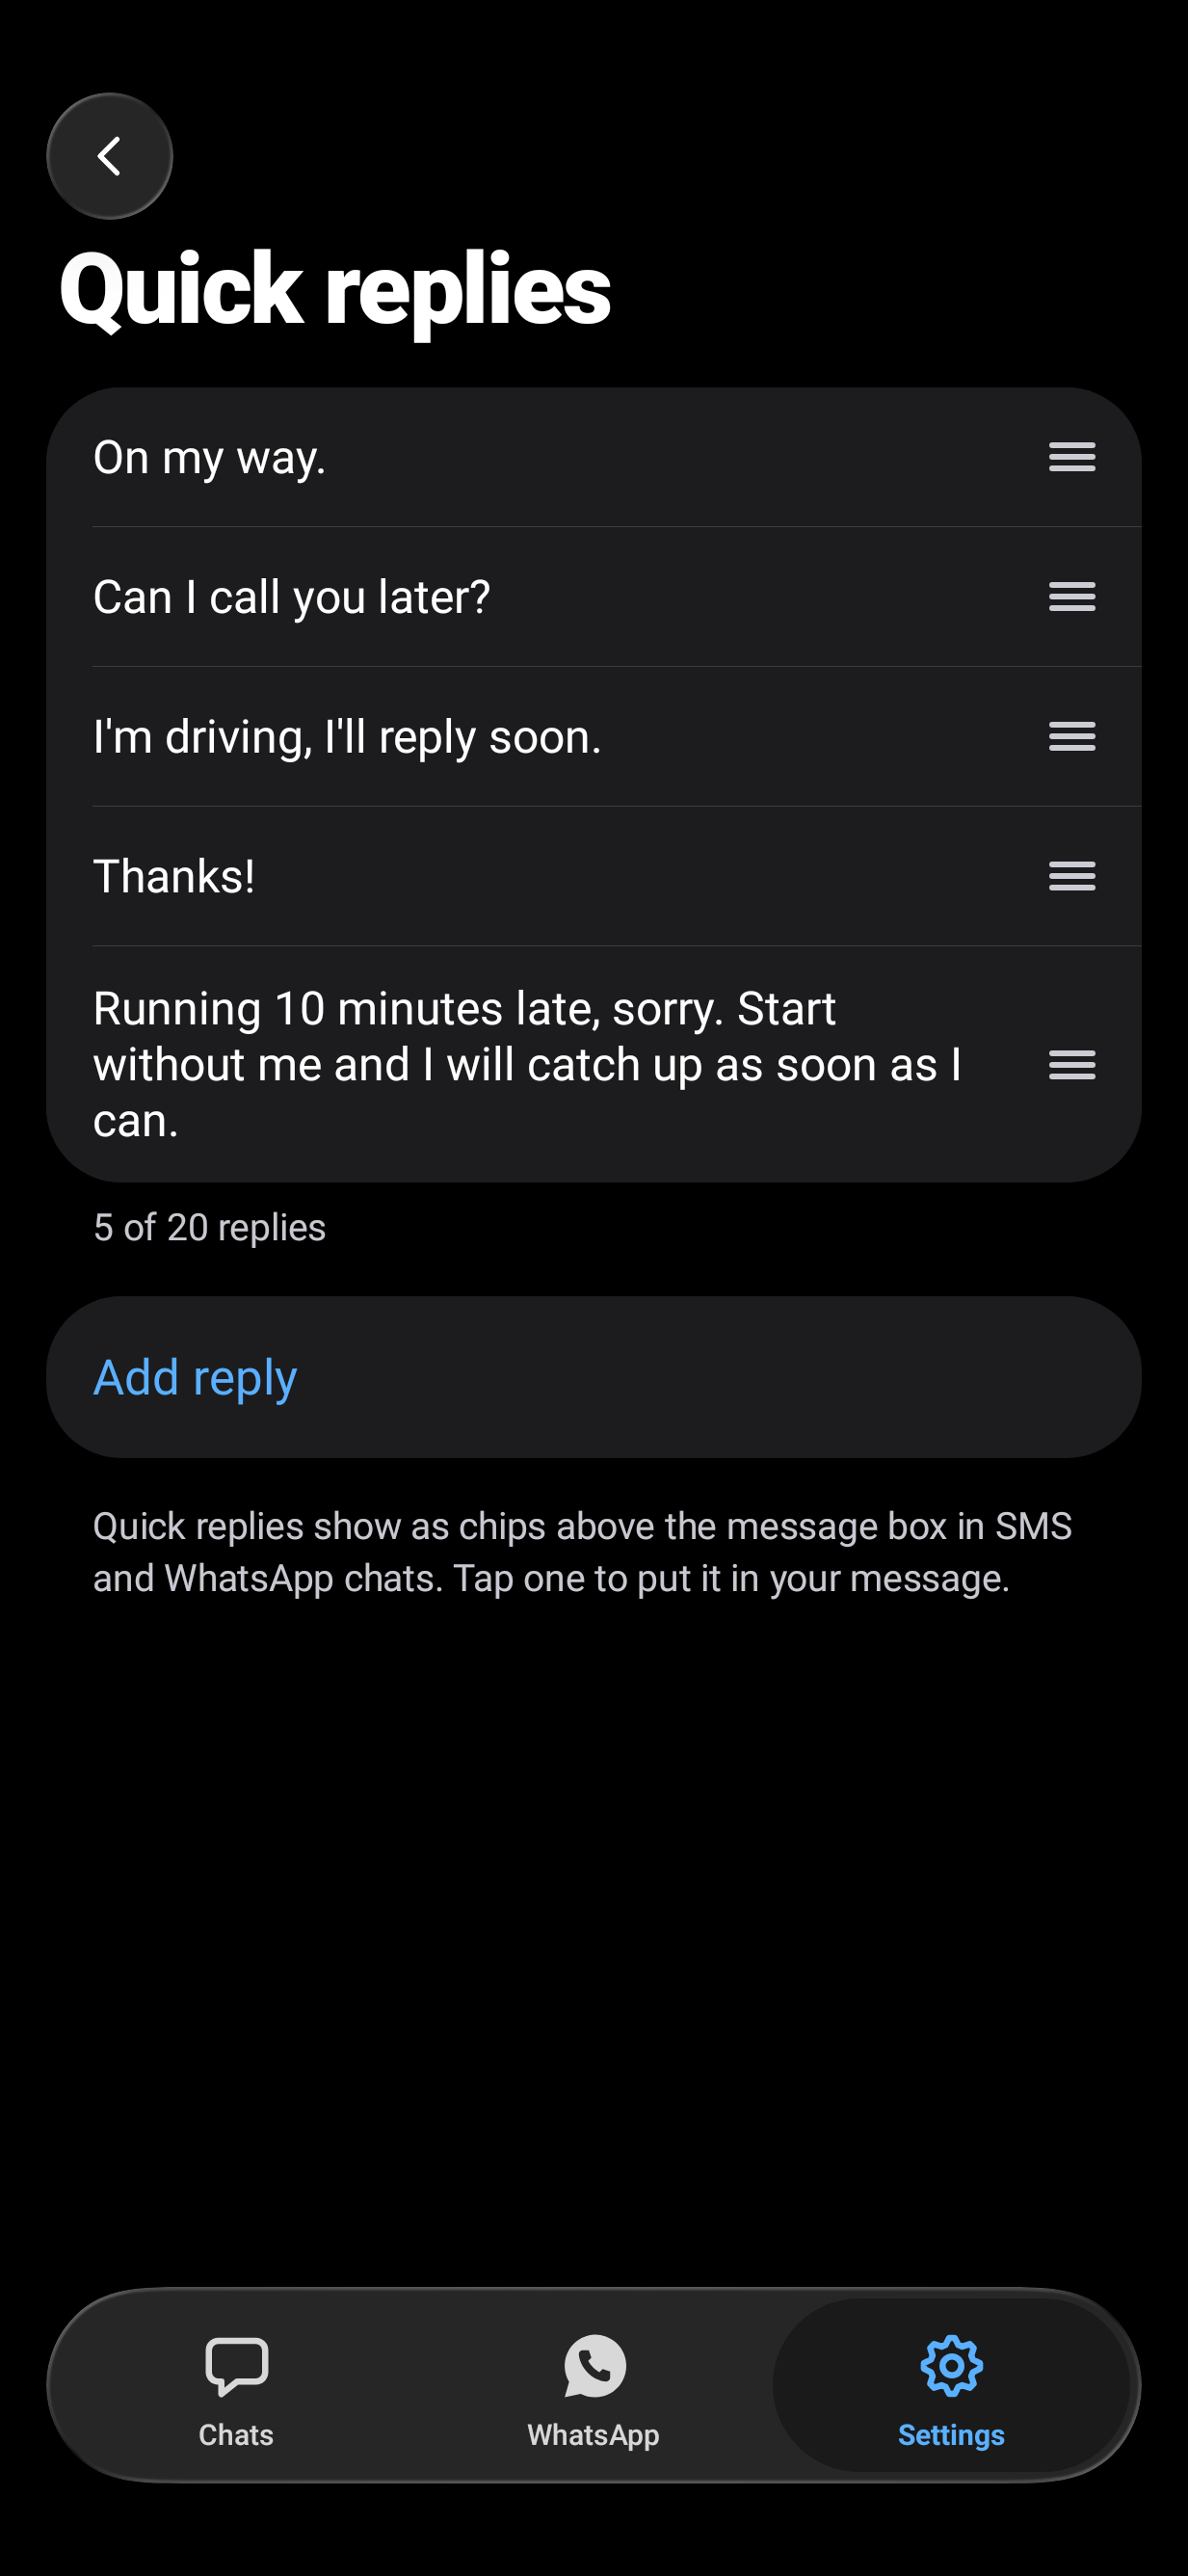 Quick replies
On my way.
Can I call you later?
I'm driving, I'll reply soon.
Thanks!
Running 10 minutes late, sorry. Start
without me and I will catch up as soon as I
can.
5 of 20 replies
Add reply
Quick replies show as chips above the message box in SMS
and WhatsApp chats. Tap one to put it in your message.
Chats
WhatsApp
Settings